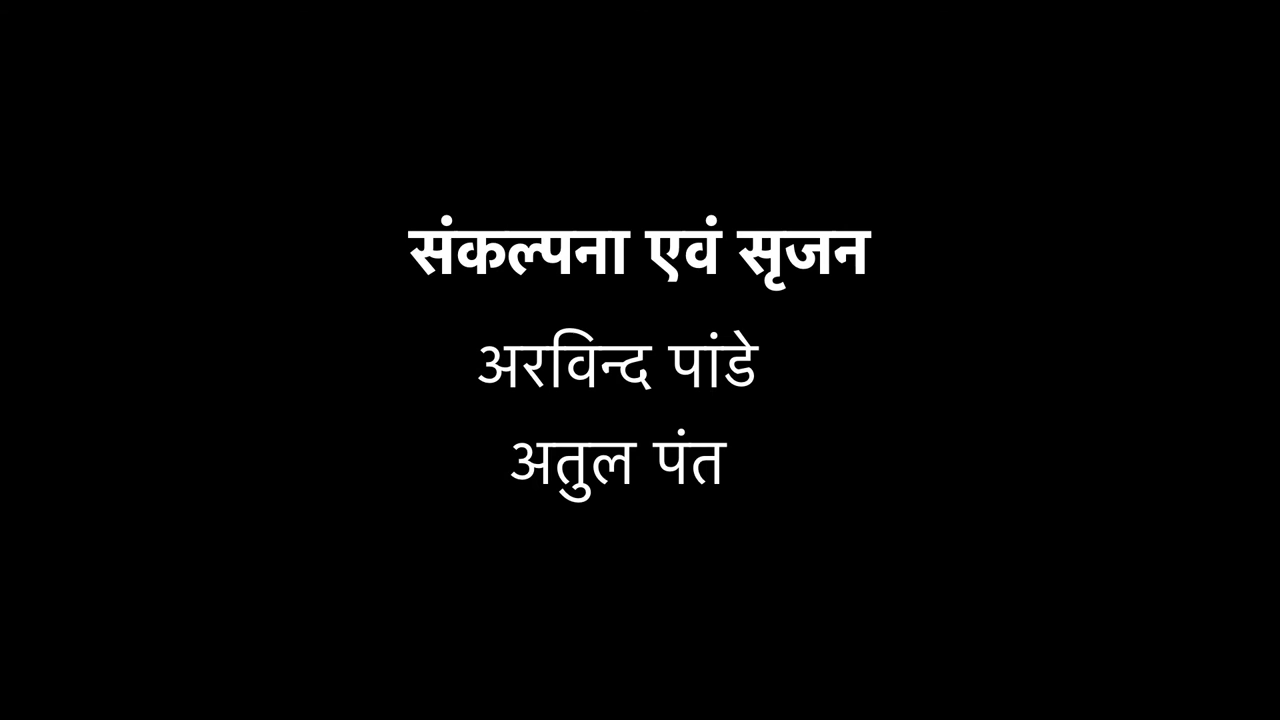 संकल्पना एवं सृजन
अरविन्द पांडे
अतुल पंत